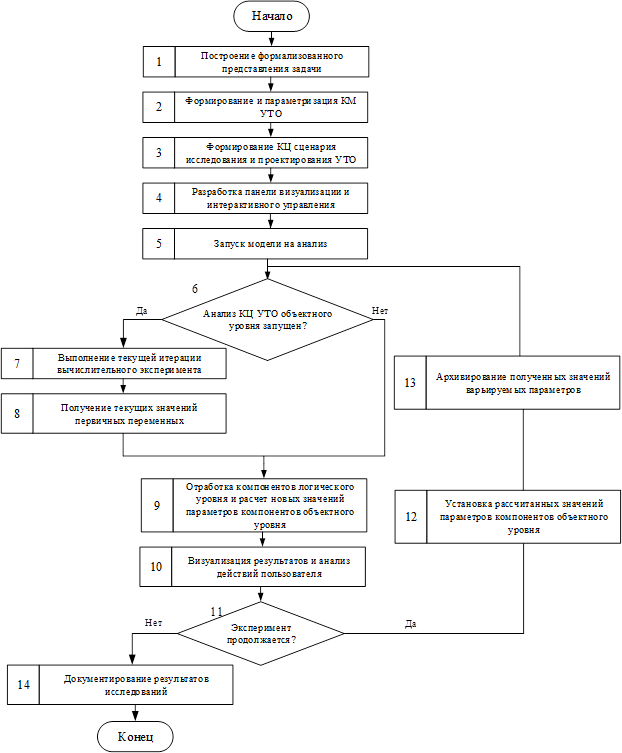 Начало
1
Построение формализованного
представления задачи
2
Формирование и параметризация КМ
УТО
3
Формирование КЦ сценария
исследования и проектирования УТО
4
Разработка панели визуализации и
интерактивного управления
5
Запуск модели на анализ
6
Анализ КЦ УТО объектного
уровня запущен?
Да
Нет
7
Выполнение текущей итерации
вычислительного эксперимента
8
Получение текущих значений
первичных переменных
13
Архивирование полученных значений
варьируемых параметров
9
Отработка компонентов логического
уровня и расчет новых значений
параметров компонентов объектного
уровня
12
Установка рассчитанных значений
параметров компонентов объектного
уровня
10
Визуализация результатов и анализ
действий пользователя
11
Эксперимент
продолжается?
Нет
Да
14
Документирование результатов
исследований
Конец